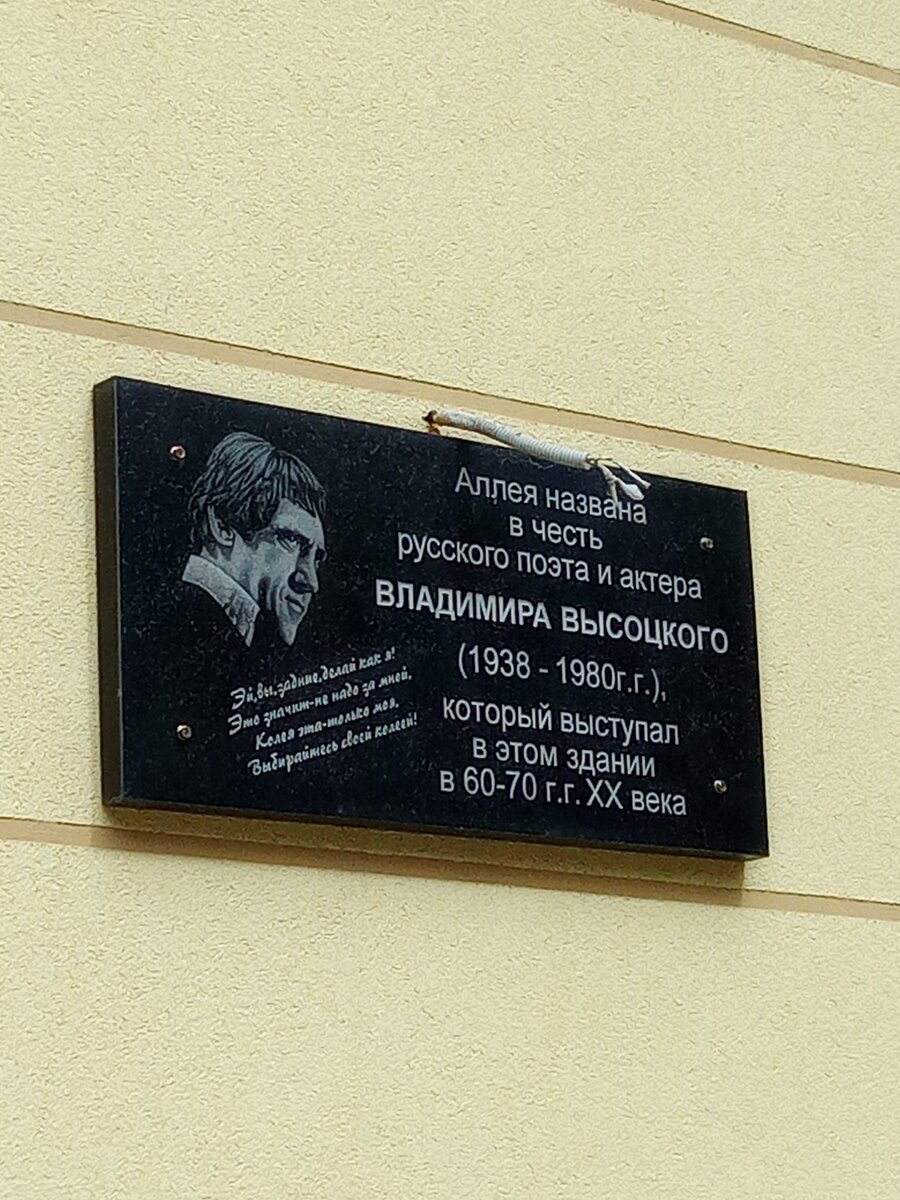 Аллея названа
в честь
русского поэта и актера
ВЛАДИМИРА ВЫСОЦКОГО
(1938 - 1980г.г.),
который выступал
в этом здании
в 60-70 г.г. XX века
Эй,вы,задние,делай как я!
Это значит-не надо за мной.
Колея эта-только моя.
Выбирайтесь своей колеей!